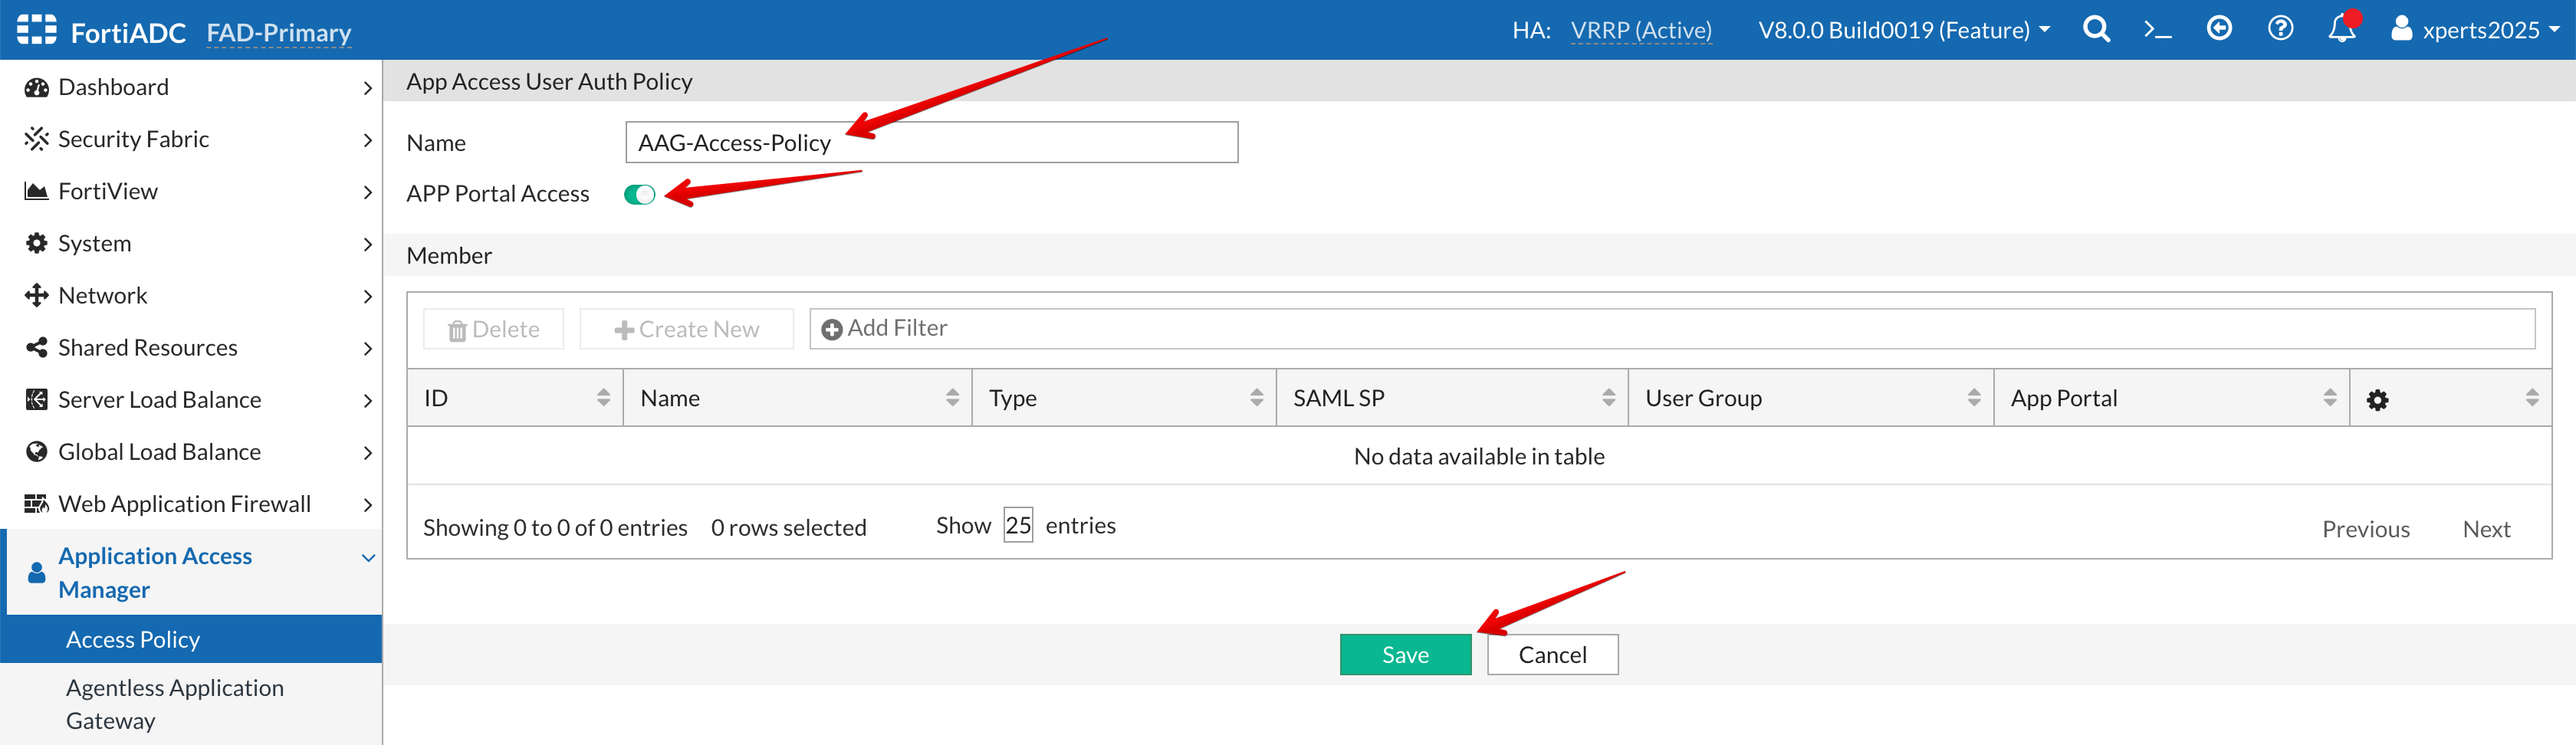 FortiADC FAD-Primary HA: VRRP (Active) V8.0.0 Build0019 (Feature) xperts2025
Dashboard
Security Fabric
FortiView
System
Network
Shared Resources
Server Load Balance
Global Load Balance
Web Application Firewall
Application Access
Manager
Access Policy
Agentless Application
Gateway
App Access User Auth Policy
Name AAG-Access-Policy
APP Portal Access
Member
Delete Create New Add Filter
ID Name Type SAML SP User Group App Portal
No data available in table
Showing 0 to 0 of 0 entries 0 rows selected Show 25 entries Previous Next
Save Cancel